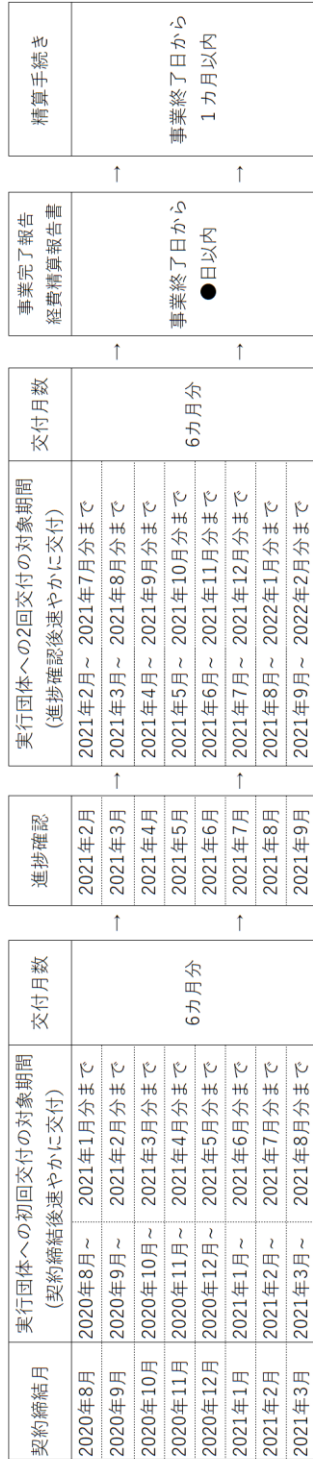 契約締結月
実行団体への初回交付の対象期間
(契約締結後速やかに交付)
交付月数
2020年8月 2020年8月~ 2021年1月分まで
2020年9月 2020年9月~ 2021年2月分まで
2020年10月 2020年10月~ 2021年3月分まで
2020年11月 2020年11月~ 2021年4月分まで
2020年12月 2020年12月~ 2021年5月分まで
2021年1月 2021年1月~ 2021年6月分まで
2021年2月 2021年2月~ 2021年7月分まで
2021年3月 2021年3月~ 2021年8月分まで
6カ月分
→
→
進捗確認
2021年2月
2021年3月
2021年4月
2021年5月
2021年6月
2021年7月
2021年8月
2021年9月
→
→
実行団体への2回交付の対象期間
(進捗確認後速やかに交付)
交付月数
2021年2月~ 2021年7月分まで
2021年3月~ 2021年8月分まで
2021年4月~ 2021年9月分まで
2021年5月~ 2021年10月分まで
2021年6月~ 2021年11月分まで
2021年7月~ 2021年12月分まで
2021年8月~ 2022年1月分まで
2021年9月~ 2022年2月分まで
6カ月分
→
→
事業完了報告
経費精算報告書
事業終了日から
●日以内
→
→
精算手続き
事業終了日から
1カ月以内